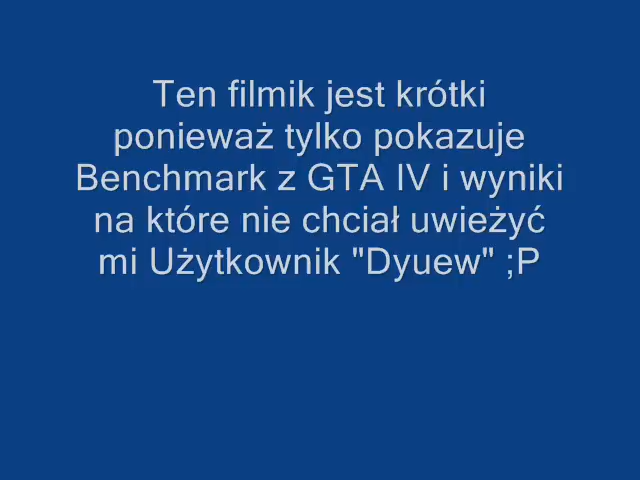 Ten filmik jest krótki
ponieważ tylko pokazuje
Benchmark z GTA IV i wyniki
na które nie chciał uwieżyć
mi Użytkownik "Dyuew" ;P